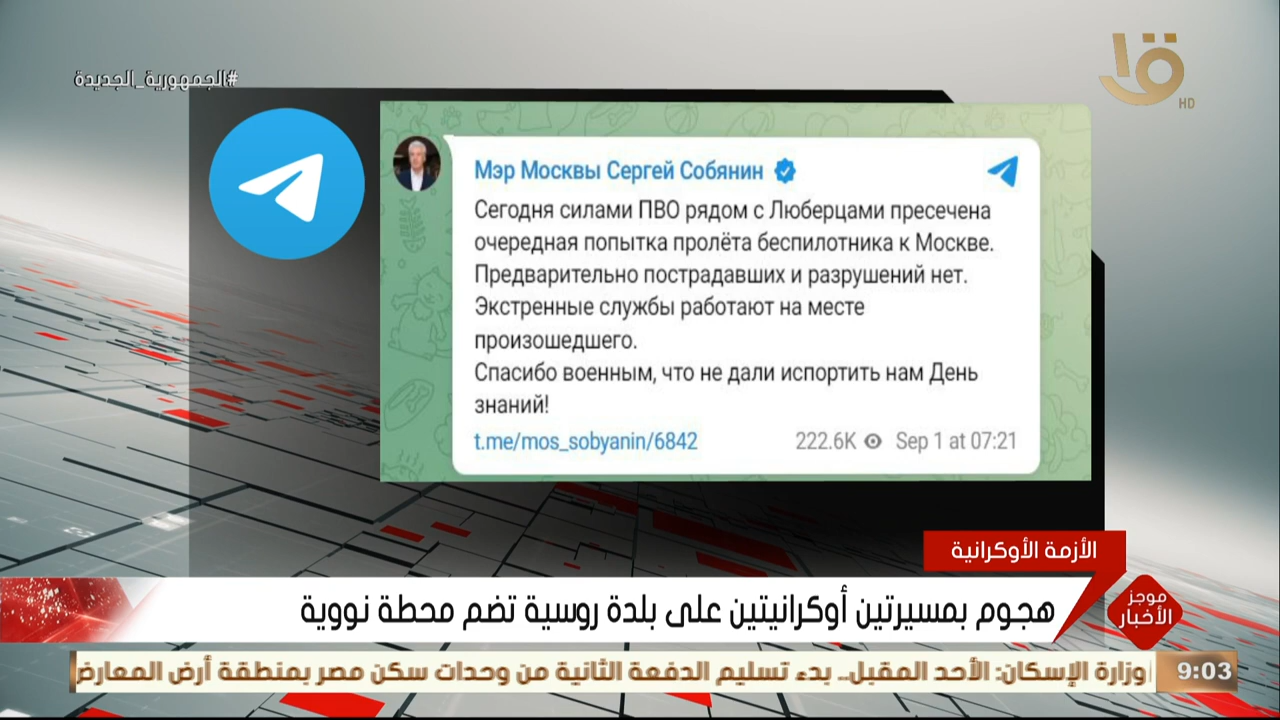 #الجمهورية_الجديدة
HD
Мэр Москвы Сергей Собянин
Сегодня силами ПВО рядом с Люберцами пресечена
очередная попытка пролёта беспилотника к Москве.
Предварительно пострадавших и разрушений нет.
Экстренные службы работают на месте
произошедшего.
Спасибо военным, что не дали испортить нам День
знаний!
t.me/mos_sobyanin/6842 222.6K Sep 1 at 07:21
الأزمة الأوكرانية
موجز
الأخبار
هجوم بمسيرتين أوكرانيتين على بلدة روسية تضم محطة نووية
9:03
وزارة الإسكان: الأحد المقبل.. بدء تسليم الدفعة الثانية من وحدات سكن مصر بمنطقة أرض المعارض